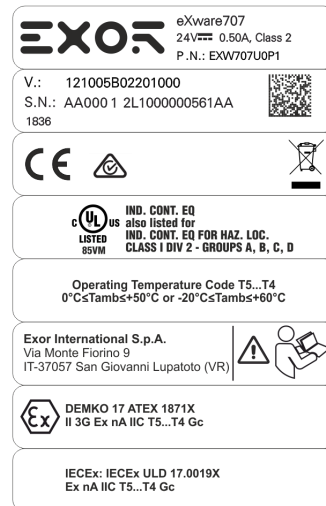 EXOR
eXware707
24V 0.50A, Class 2
P.N.: EXW707U0P1
V.: 121005B02201000
S.N.: AA000 1 2L1000000561AA
1836
CE
C UL US
LISTED
85VM
IND. CONT. EQ
also listed for
IND. CONT. EQ FOR HAZ. LOC.
CLASS I DIV 2 - GROUPS A, B, C, D
Operating Temperature Code T5...T4
0°C≤Tamb≤+50°C or -20°C≤Tamb≤+60°C
Exor International S.p.A.
Via Monte Fiorino 9
IT-37057 San Giovanni Lupatoto (VR)
Ex
DEMKO 17 ATEX 1871X
II 3G Ex nA IIC T5...T4 Gc
IECEx: IECEx ULD 17.0019X
Ex nA IIC T5...T4 Gc